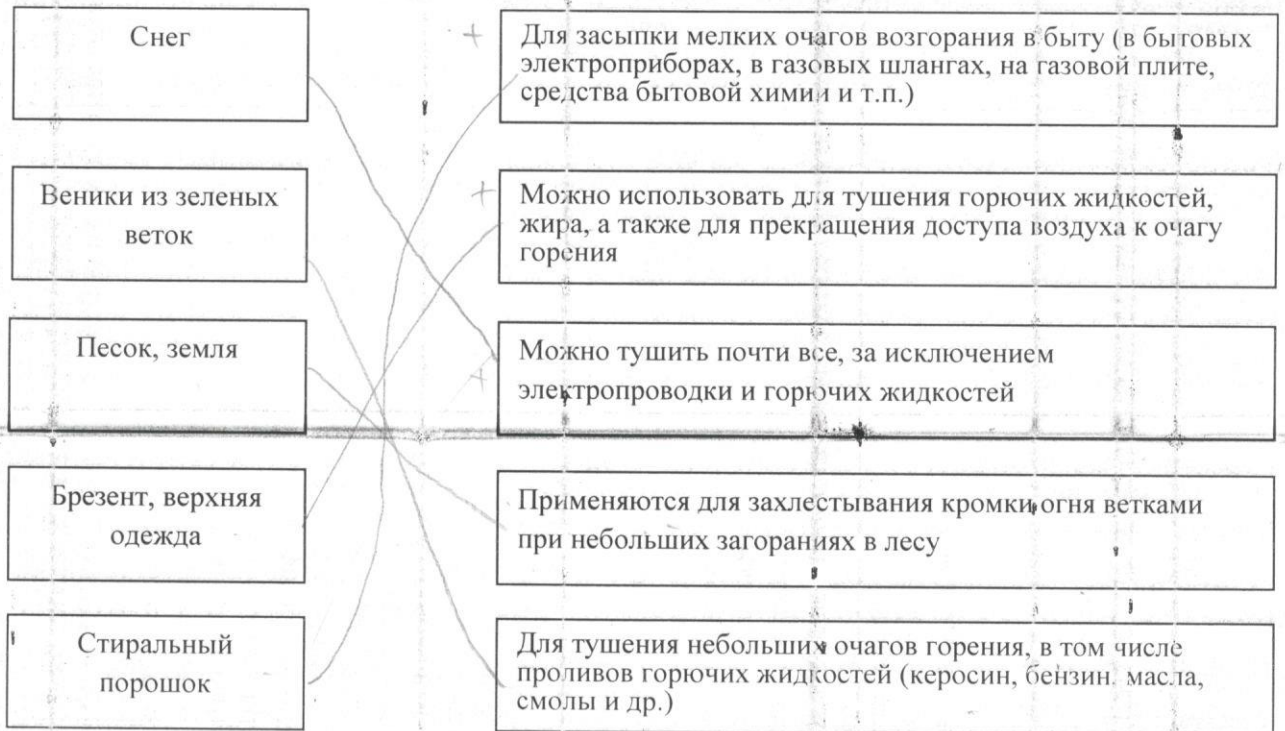 Снег
Для засыпки мелких очагов возгорания в быту (в бытовых
электроприборах, в газовых шлангах, на газовой плите,
средства бытовой химии и т.п.)
Веники из зеленых
веток
Можно использовать для тушения горючих жидкостей,
жира, а также для прекращения доступа воздуха к очагу
горения
Песок, земля
Можно тушить почти все, за исключением
электропроводки и горючих жидкостей
Брезент, верхняя
одежда
Применяются для захлестывания кромки огня ветками
при небольших загораниях в лесу
Стиральный
порошок
Для тушения небольших очагов горения, в том числе
проливов горючих жидкостей (керосин, бензин, масла,
смолы и др.)